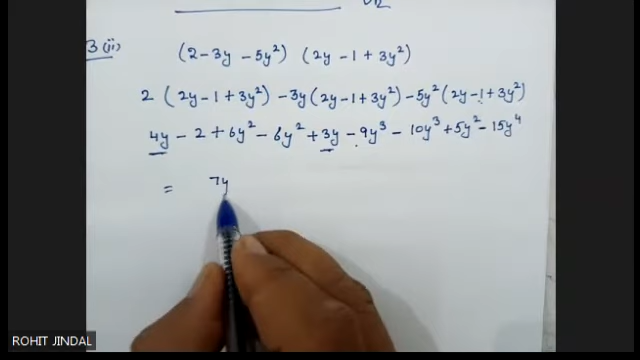 3 (ii) (2 - 3y - 5y²) (2y - 1 + 3y²)
2 (2y - 1 + 3y²) - 3y (2y - 1 + 3y²) - 5y² (2y - 1 + 3y²)
4y - 2 + 6y² - 6y² + 3y - 9y³ - 10y³ + 5y² - 15y⁴
= 7y
ROHIT JINDAL